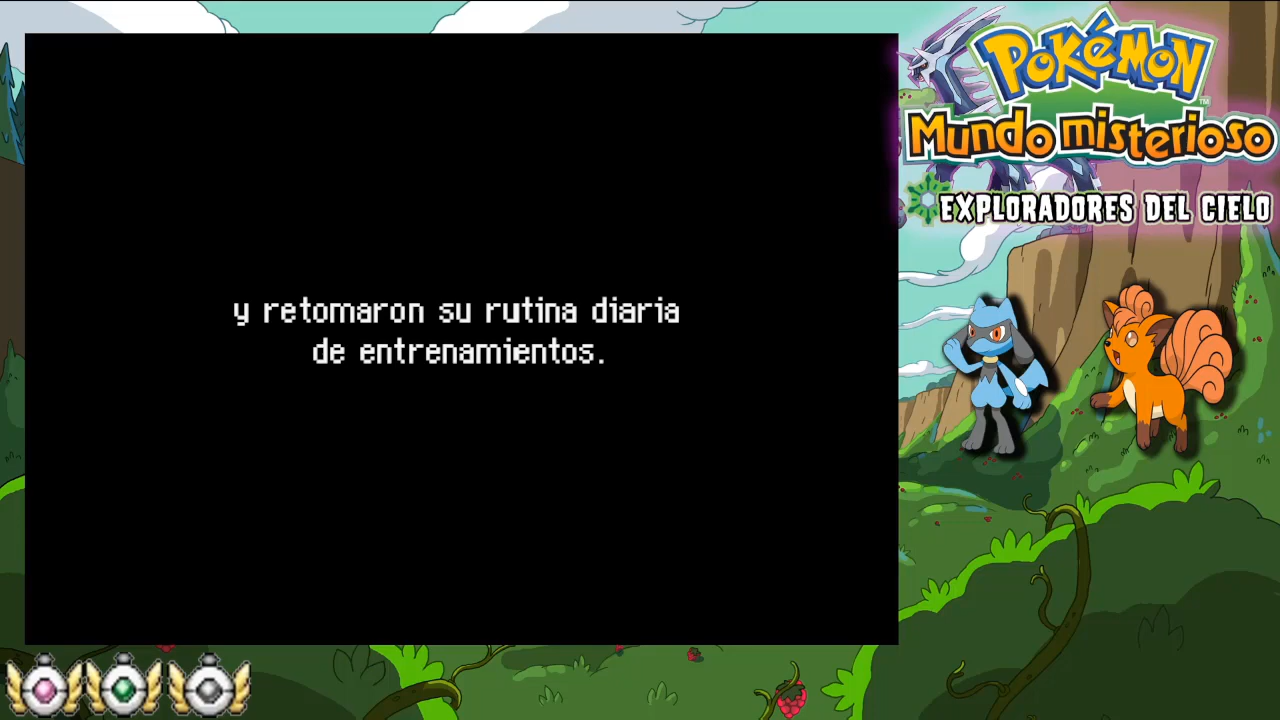 POKÉMON
Mundo misterioso
EXPLORADORES DEL CIELO
y retomaron su rutina diaria
de entrenamientos.